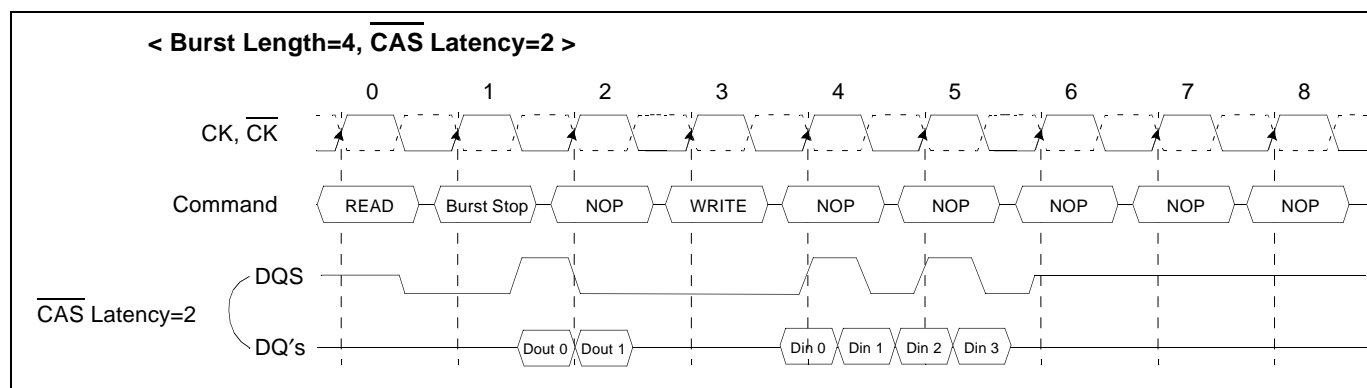 < Burst Length=4, CAS Latency=2 >
0 1 2 3 4 5 6 7 8
CK, CK
Command READ Burst Stop NOP WRITE NOP NOP NOP NOP NOP
DQS
CAS Latency=2
DQ's Dout 0 Dout 1 Din 0 Din 1 Din 2 Din 3